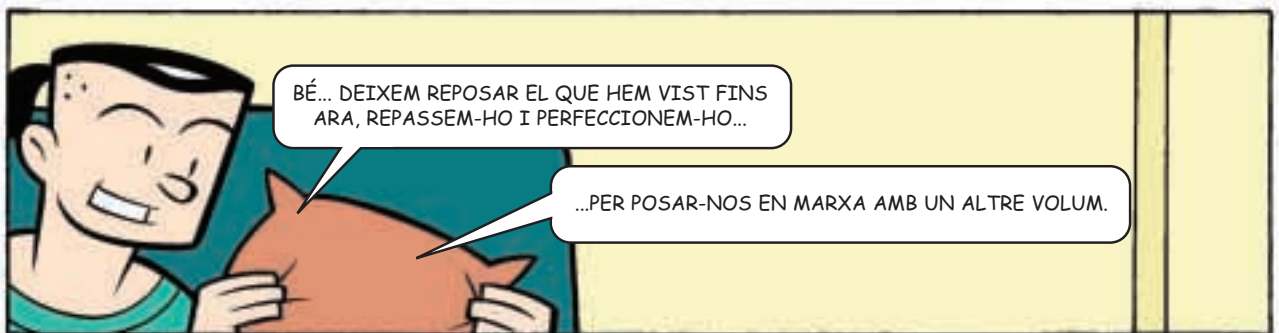 BÉ... DEIXEM REPOSAR EL QUE HEM VIST FINS
ARA, REPASSEM-HO I PERFECCIONEM-HO...
...PER POSAR-NOS EN MARXA AMB UN ALTRE VOLUM.